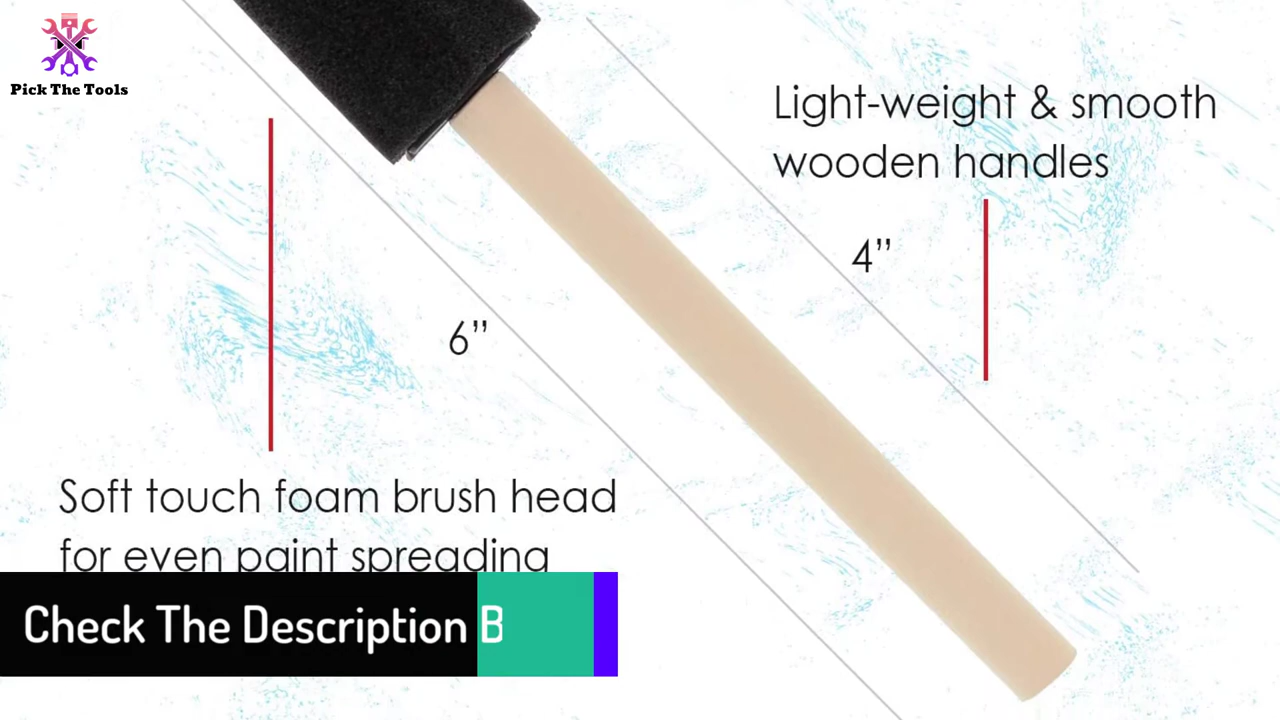 Pick The Tools
Light-weight & smooth
wooden handles
4”
6”
Soft touch foam brush head
for even paint spreading
Check The Description B